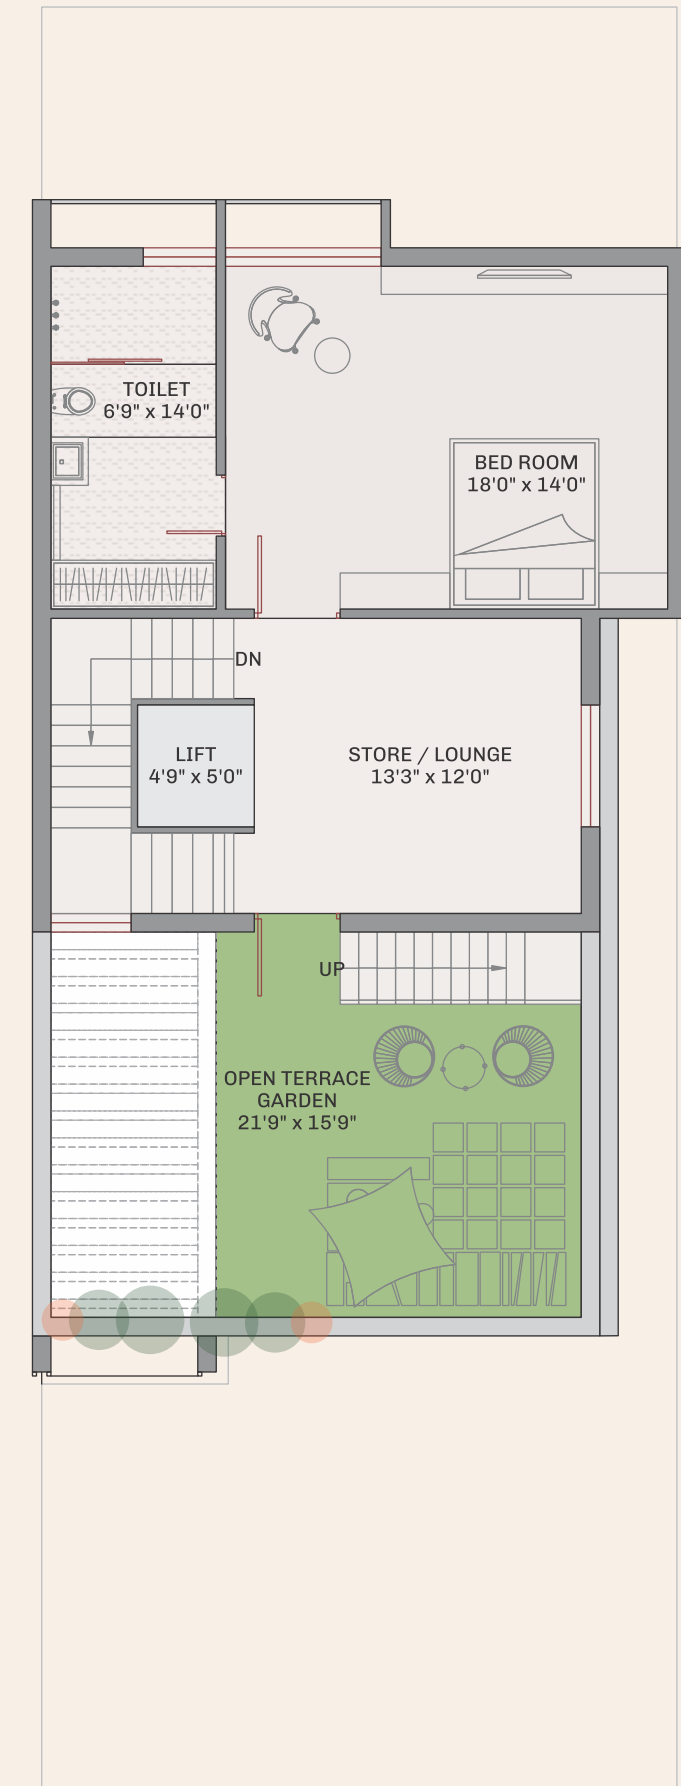 TOILET
6'9" x 14'0"
BED ROOM
18'0" x 14'0"
DN
LIFT
4'9" x 5'0"
STORE / LOUNGE
13'3" x 12'0"
UP
OPEN TERRACE
GARDEN
21'9" x 15'9"